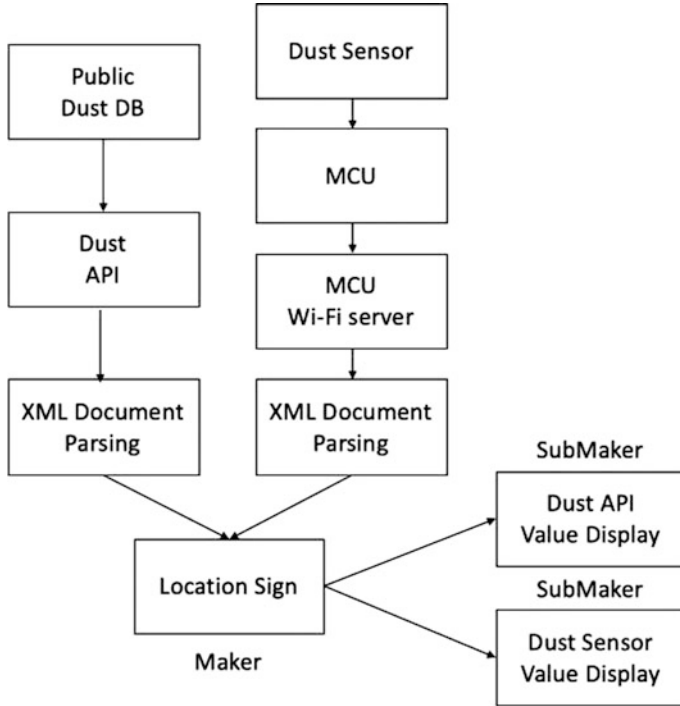 Public
Dust DB
Dust Sensor
MCU
Dust
API
MCU
Wi-Fi server
XML Document
Parsing
XML Document
Parsing
SubMaker
Dust API
Value Display
Location Sign
Maker
SubMaker
Dust Sensor
Value Display